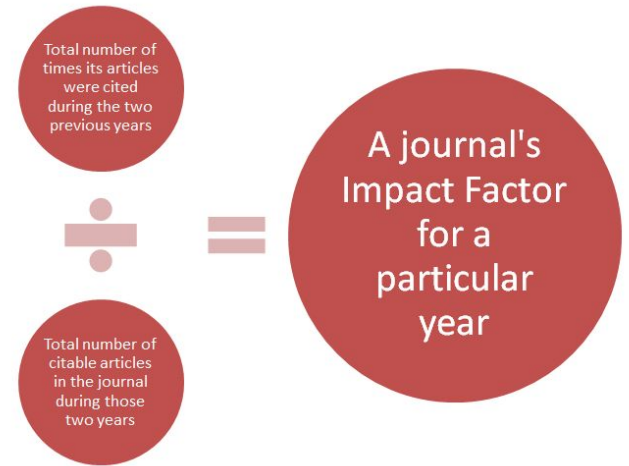 Total number of
times its articles
were cited
during the two
previous years
÷
=
A journal's
Impact Factor
for a
particular
year
Total number of
citable articles
in the journal
during those
two years